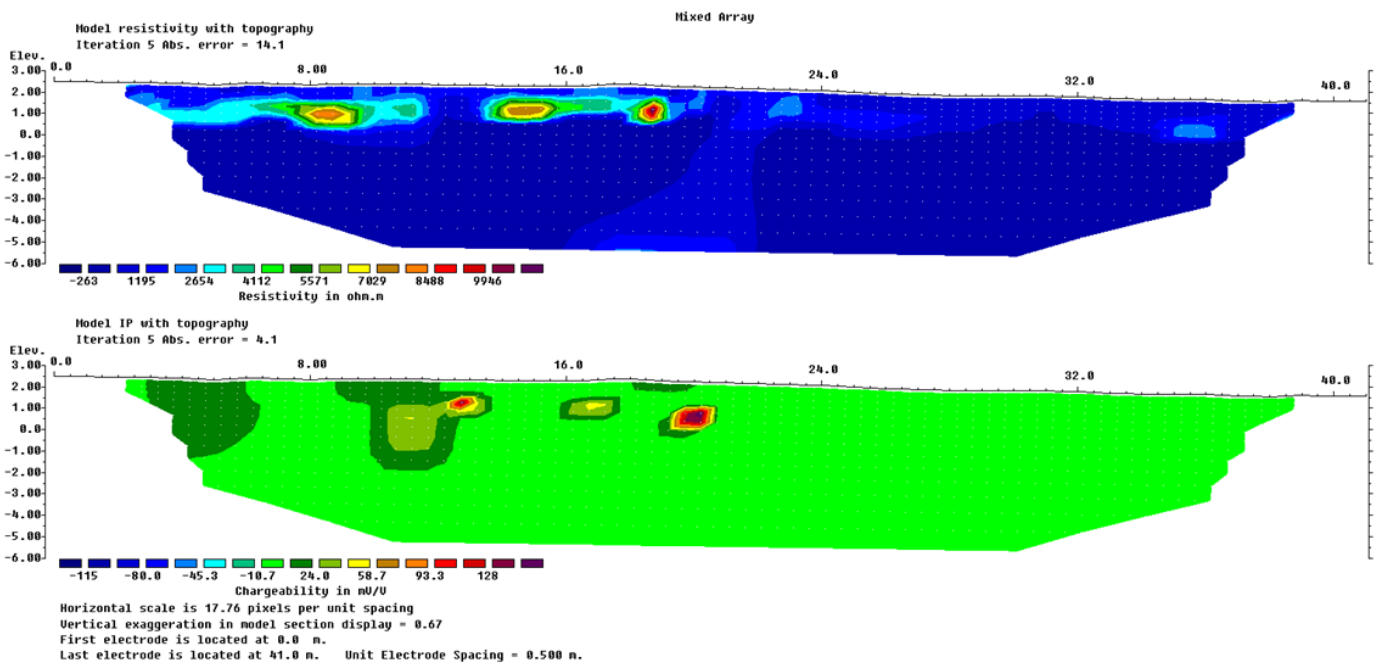 Mixed Array
Model resistivity with topography
Iteration 5 Abs. error = 14.1
Elev.
0.0 8.00 16.0 24.0 32.0 40.0
3.00
2.00
1.00
0.0
-1.00
-2.00
-3.00
-4.00
-5.00
-6.00
-263 1195 2654 4112 5571 7029 8488 9946
Resistivity in ohm.m
Model IP with topography
Iteration 5 Abs. error = 4.1
Elev.
0.0 8.00 16.0 24.0 32.0 40.0
3.00
2.00
1.00
0.0
-1.00
-2.00
-3.00
-4.00
-5.00
-6.00
-115 -80.0 -45.3 -10.7 24.0 58.7 93.3 128
Chargeability in mV/V
Horizontal scale is 17.76 pixels per unit spacing
Vertical exaggeration in model section display = 0.67
First electrode is located at 0.0 m.
Last electrode is located at 41.0 m. Unit Electrode Spacing = 0.500 m.